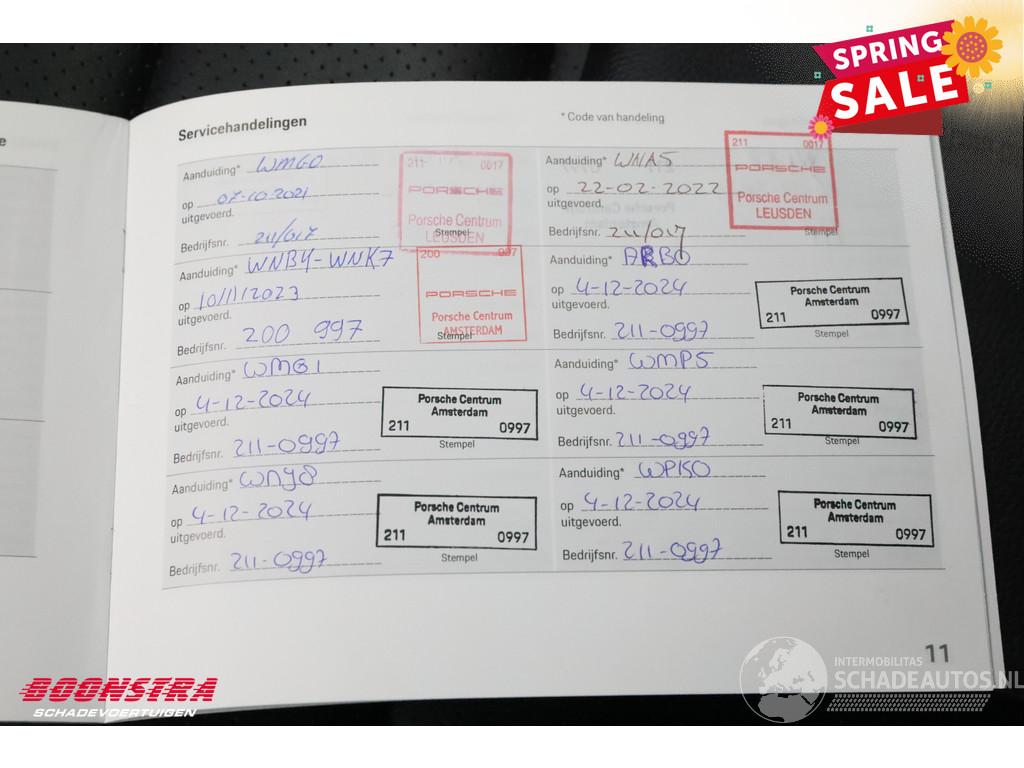 SPRING
SALE
e
Servicehandelingen
* Code van handeling
Aanduiding* WMGO
op 07-10-2021
uitgevoerd.
Bedrijfsnr. 211/017
211- 0017
PORSCHE
Porsche Centrum
LEUSDEN
Stempel
Aanduiding* WNA5
op 22-02-2022
uitgevoerd.
Bedrijfsnr. 211/017
211 0017
PORSCHE
Porsche Centrum
LEUSDEN
Stempel
Aanduiding* WNB4-WNK7
op 10/1/2023
uitgevoerd.
Bedrijfsnr. 200 997
200 997
PORSCHE
Porsche Centrum
AMSTERDAM
Stempel
Aanduiding* ARBO
op 4-12-2024
uitgevoerd.
Bedrijfsnr. 211-0997
Porsche Centrum
Amsterdam
211 0997
Stempel
Aanduiding* WMG1
op 4-12-2024
uitgevoerd.
Bedrijfsnr. 211-0997
Porsche Centrum
Amsterdam
211 0997
Stempel
Aanduiding* WMP5
op 4-12-2024
uitgevoerd.
Bedrijfsnr. 211-0997
Porsche Centrum
Amsterdam
211 0997
Stempel
Aanduiding* WNY8
op 4-12-2024
uitgevoerd.
Bedrijfsnr. 211-0997
Porsche Centrum
Amsterdam
211 0997
Stempel
Aanduiding* WPKO
op 4-12-2024
uitgevoerd.
Bedrijfsnr. 211-0997
Porsche Centrum
Amsterdam
211 0997
Stempel
11
BOONSTRA
SCHADEVOERTUIGEN
INTERMOBILITAS
SCHADEAUTOS.NL